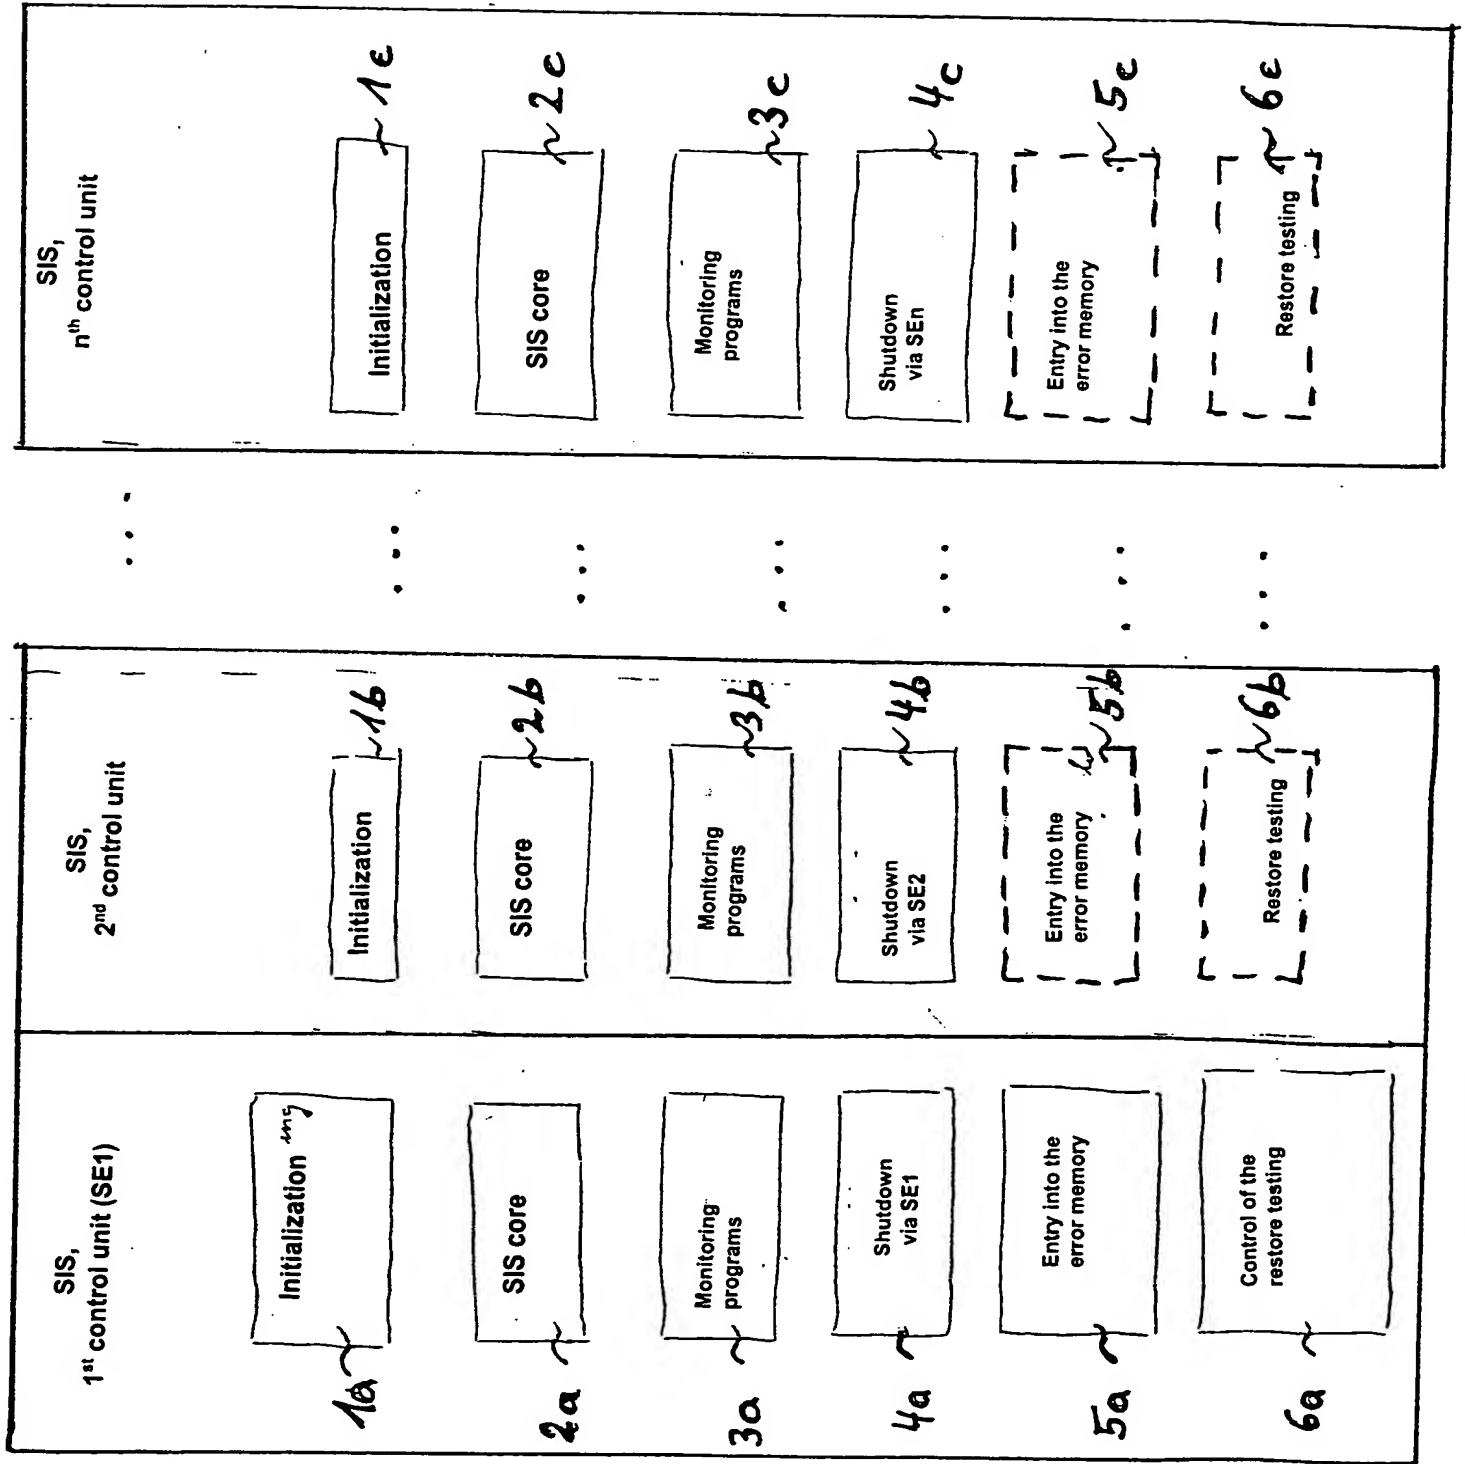 SIS,
1st control unit (SE1)
Initialization ing
1a
SIS core
2a
Monitoring
programs
3a
Shutdown
via SE1
4a
Entry into the
error memory
5a
Control of the
restore testing
6a
SIS,
2nd control unit
Initialization
1b
SIS core
2b
Monitoring
programs
3b
Shutdown
via SE2
4b
Entry into the
error memory
5b
Restore testing
6b
...
...
...
...
...
...
...
SIS,
nth control unit
Initialization
1c
SIS core
2c
Monitoring
programs
3c
Shutdown
via SEn
4c
Entry into the
error memory
5c
Restore testing
6c